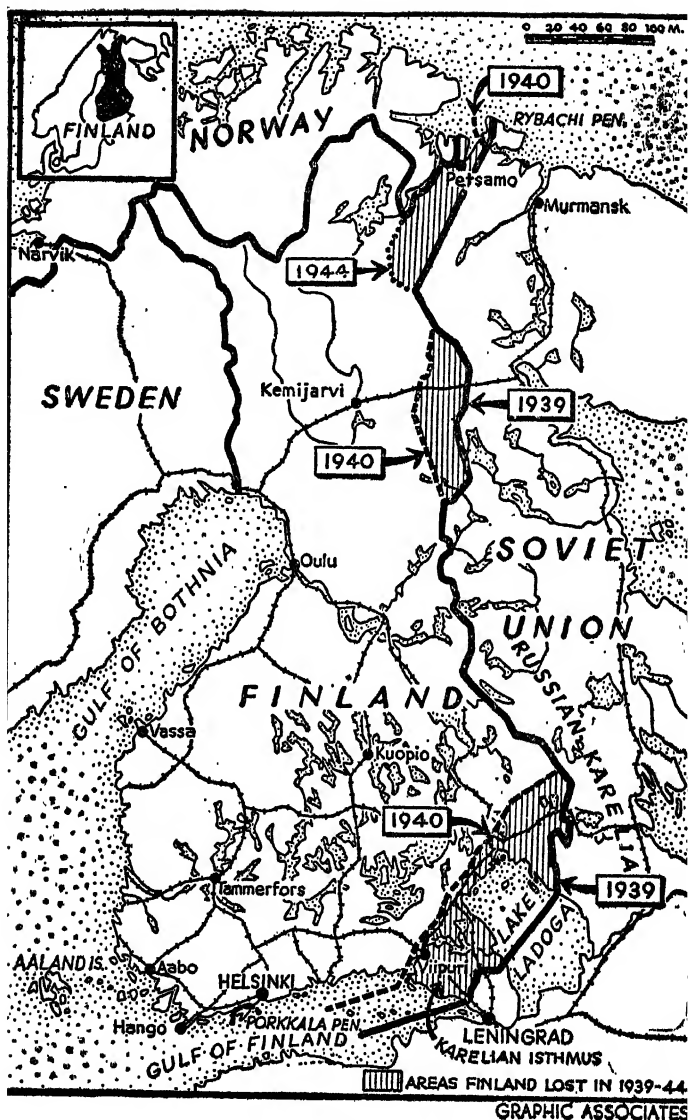 0 20 40 60 80 100 M.
1940
RYBACHI PEN.
NORWAY
FINLAND
Petsamo
Murmansk
Narvik
1944
SWEDEN
Kemijarvi
1939
1940
SOVIET
UNION
Oulu
GULF OF BOTHNIA
RUSSIAN KARELIA
FINLAND
Vassa
Kuopio
1940
Tammerfors
1939
LAKE
LADOGA
Viipuri
AALAND IS.
Aabo
HELSINKI
Hango
PORKKALA PEN.
GULF OF FINLAND
LENINGRAD
KARELIAN ISTHMUS
AREAS FINLAND LOST IN 1939-44
GRAPHIC ASSOCIATES